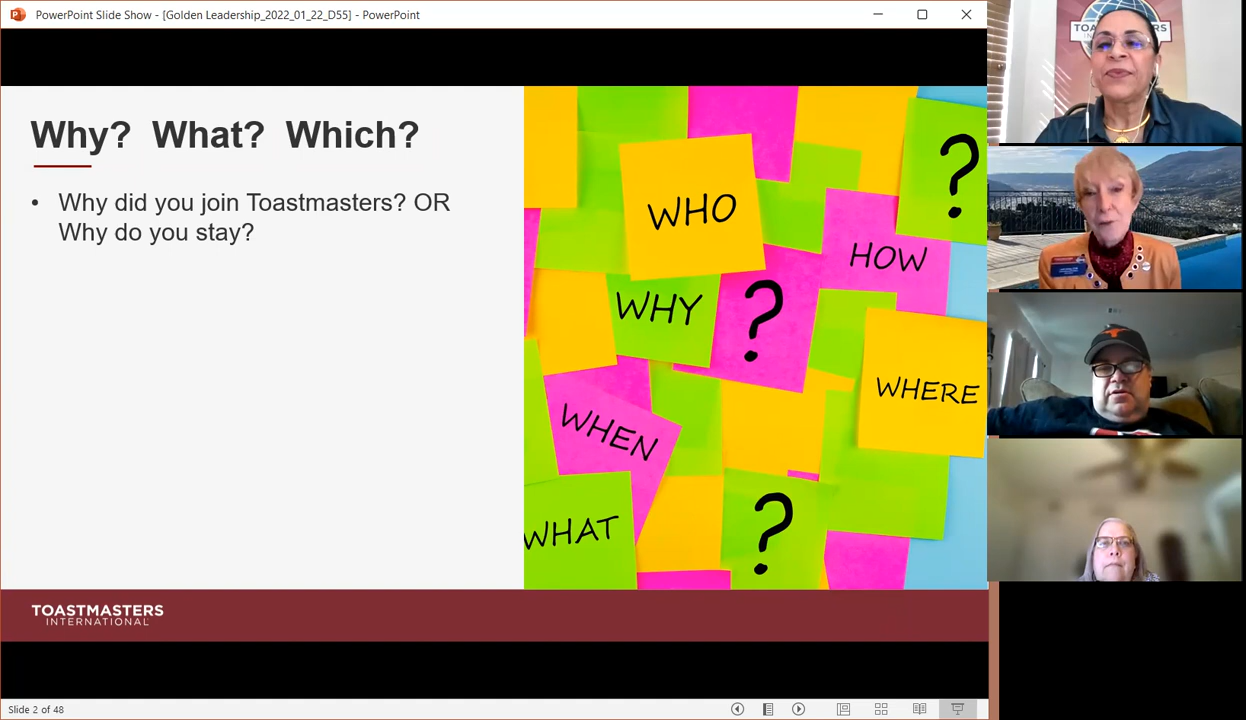 PowerPoint Slide Show - [Golden Leadership_2022_01_22_D55] - PowerPoint
Why? What? Which?
• Why did you join Toastmasters? OR
Why do you stay?
WHO
?
HOW
WHY
?
WHERE
WHEN
WHAT
?
TOASTMASTERS
INTERNATIONAL
Slide 2 of 48